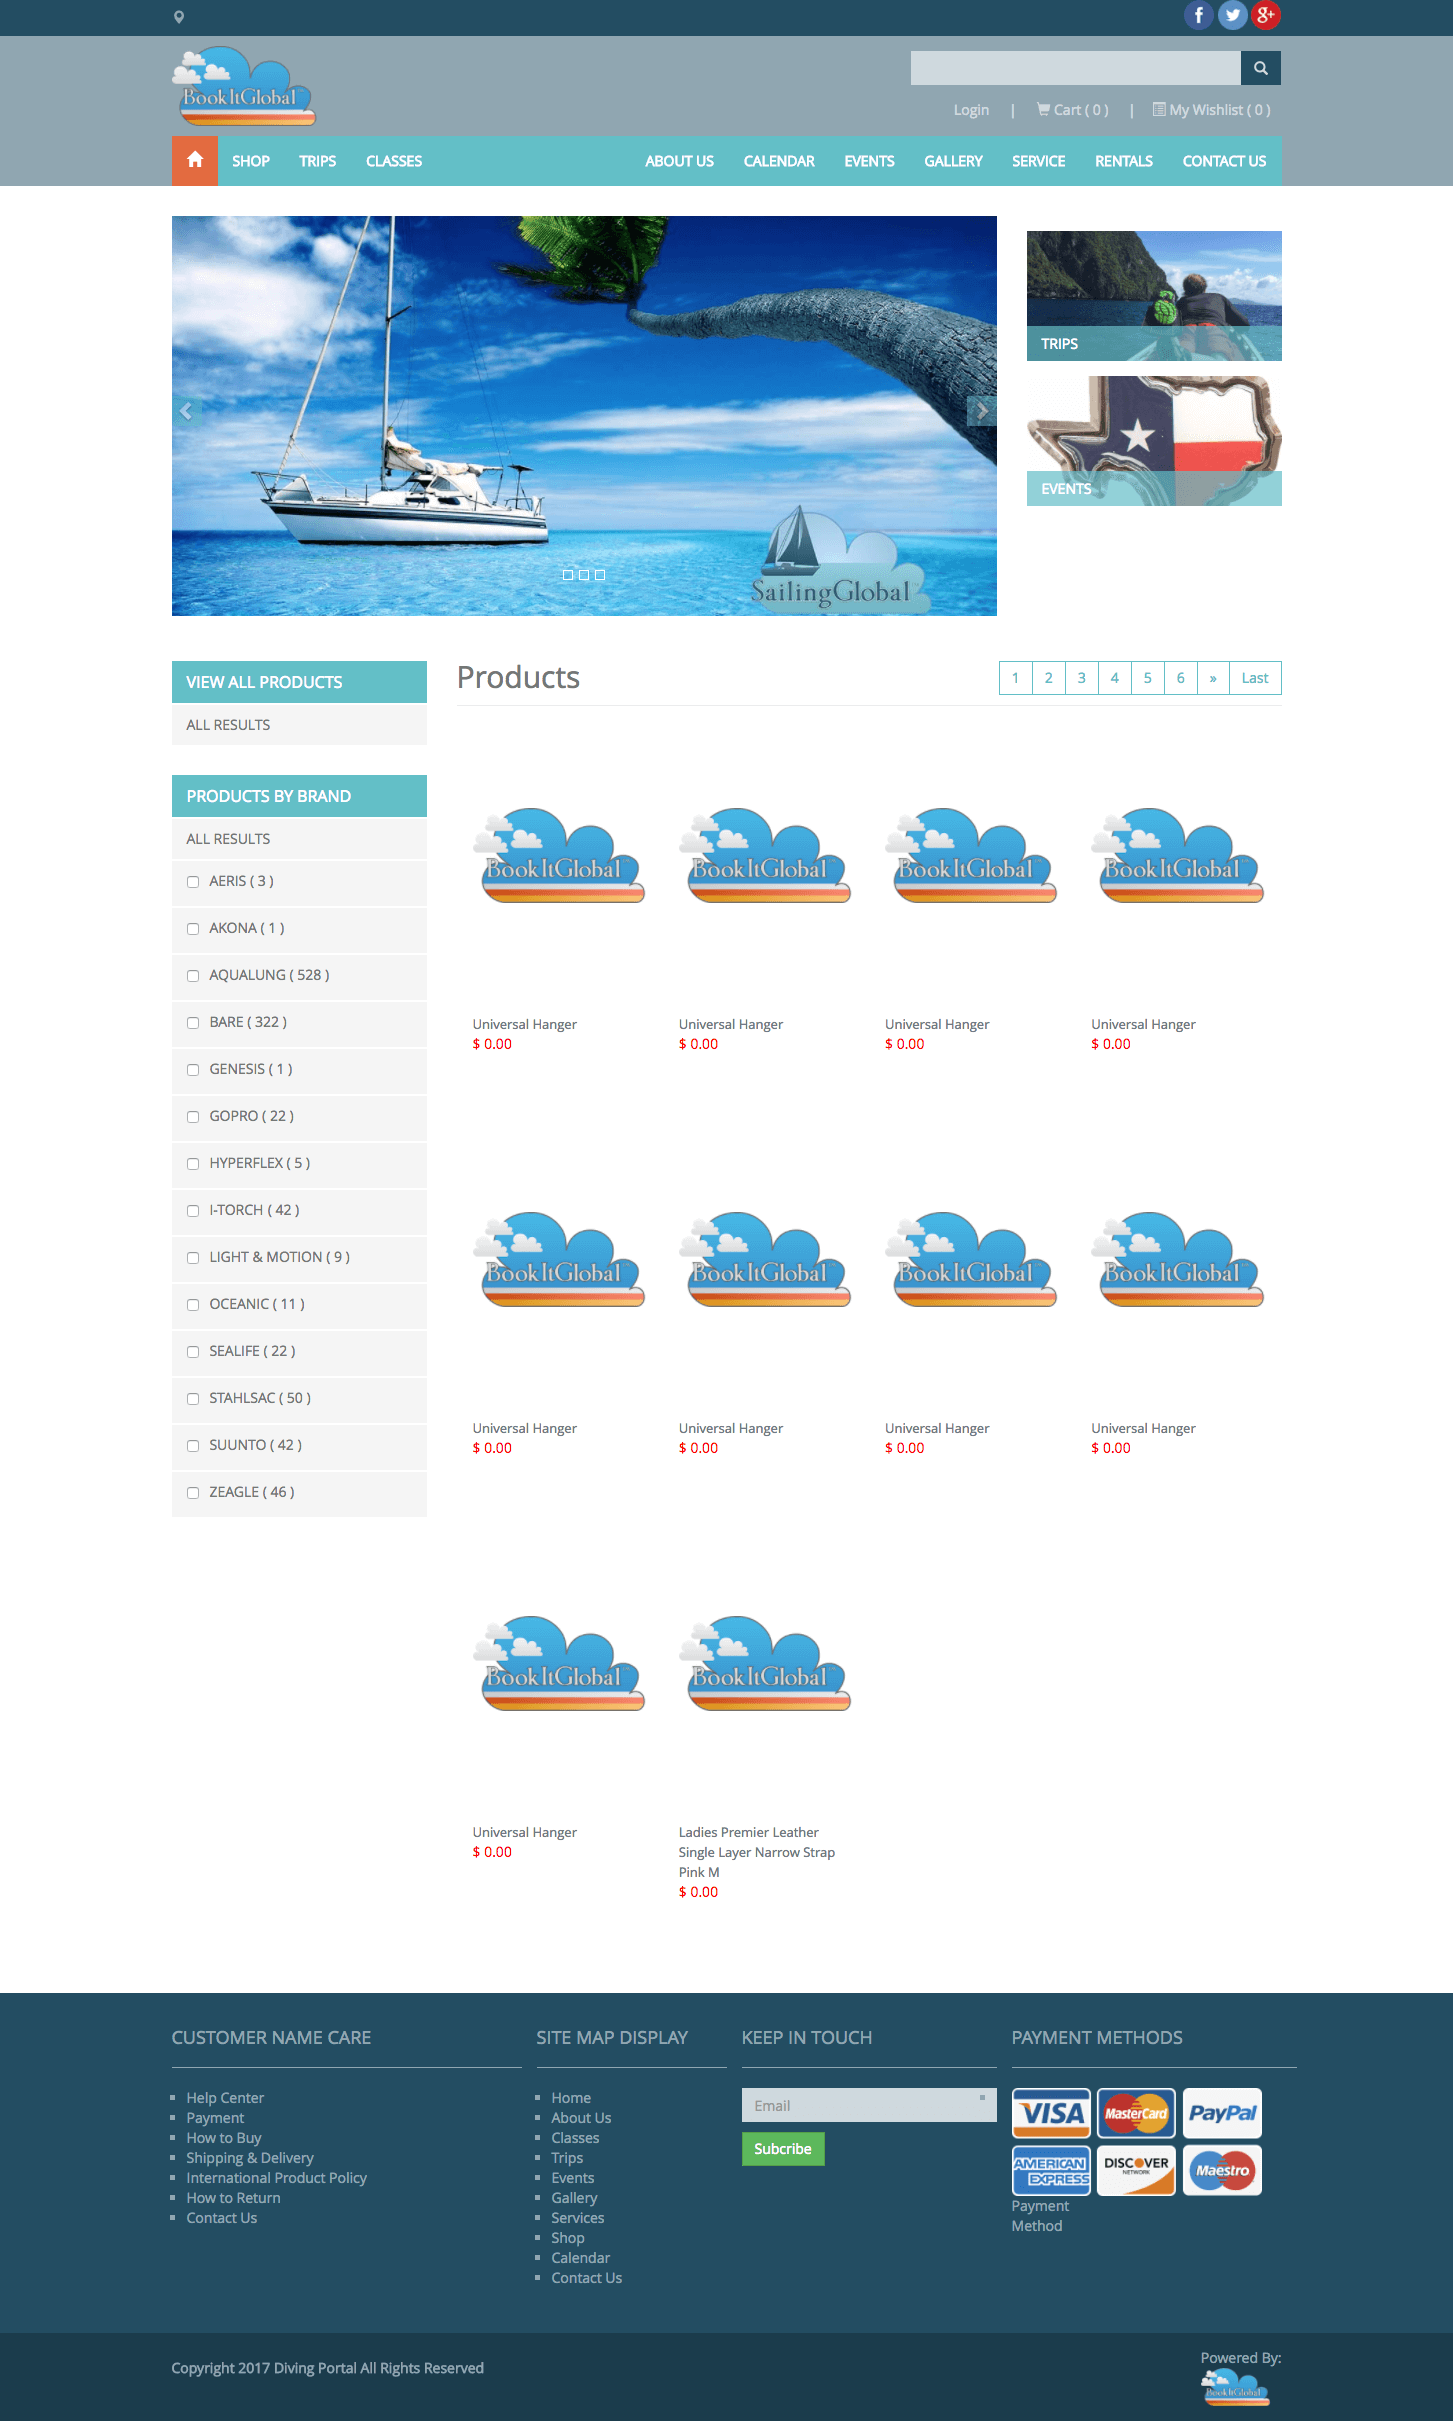 BookItGlobal
Login | Cart ( 0 ) | My Wishlist ( 0 )
SHOP TRIPS CLASSES ABOUT US CALENDAR EVENTS GALLERY SERVICE RENTALS CONTACT US
TRIPS
EVENTS
SailingGlobal
VIEW ALL PRODUCTS
ALL RESULTS
PRODUCTS BY BRAND
ALL RESULTS
AERIS ( 3 )
AKONA ( 1 )
AQUALUNG ( 528 )
BARE ( 322 )
GENESIS ( 1 )
GOPRO ( 22 )
HYPERFLEX ( 5 )
I-TORCH ( 42 )
LIGHT & MOTION ( 9 )
OCEANIC ( 11 )
SEALIFE ( 22 )
STAHLSAC ( 50 )
SUUNTO ( 42 )
ZEAGLE ( 46 )
Products
1 2 3 4 5 6 » Last
BookItGlobal BookItGlobal BookItGlobal BookItGlobal
Universal Hanger Universal Hanger Universal Hanger Universal Hanger
$ 0.00 $ 0.00 $ 0.00 $ 0.00
BookItGlobal BookItGlobal BookItGlobal BookItGlobal
Universal Hanger Universal Hanger Universal Hanger Universal Hanger
$ 0.00 $ 0.00 $ 0.00 $ 0.00
BookItGlobal BookItGlobal
Universal Hanger
$ 0.00
Ladies Premier Leather
Single Layer Narrow Strap
Pink M
$ 0.00
CUSTOMER NAME CARE
Help Center
Payment
How to Buy
Shipping & Delivery
International Product Policy
How to Return
Contact Us
SITE MAP DISPLAY
Home
About Us
Classes
Trips
Events
Gallery
Services
Shop
Calendar
Contact Us
KEEP IN TOUCH
Email
Subcribe
PAYMENT METHODS
VISA MasterCard PayPal
AMERICAN EXPRESS DISCOVER NETWORK Maestro
Payment
Method
Copyright 2017 Diving Portal All Rights Reserved
Powered By:
BookItGlobal